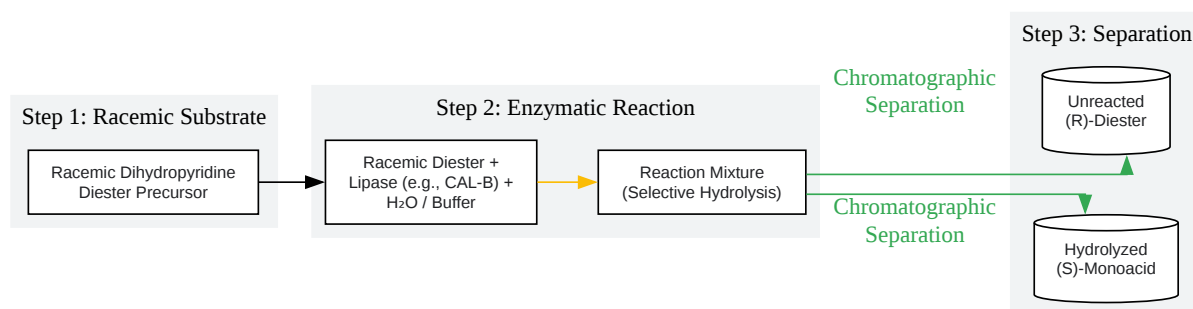 Step 1: Racemic Substrate
Racemic Dihydropyridine
Diester Precursor
Step 2: Enzymatic Reaction
Racemic Diester +
Lipase (e.g., CAL-B) +
H₂O / Buffer
Reaction Mixture
(Selective Hydrolysis)
Chromatographic
Separation
Chromatographic
Separation
Step 3: Separation
Unreacted
(R)-Diester
Hydrolyzed
(S)-Monoacid